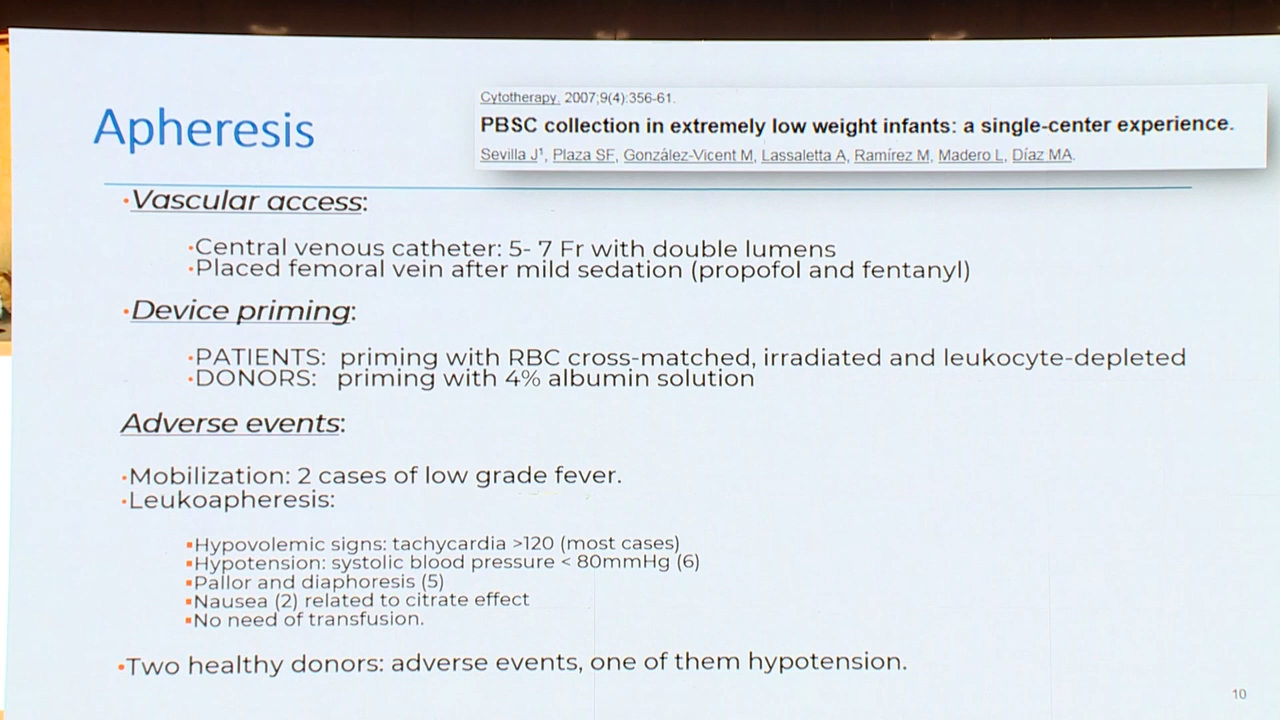 Apheresis
Cytotherapy. 2007;9(4):356-61.
PBSC collection in extremely low weight infants: a single-center experience.
Sevilla J¹, Plaza SF, González-Vicent M, Lassaletta A, Ramírez M, Madero L, Díaz MA.
•Vascular access:
•Central venous catheter: 5- 7 Fr with double lumens
•Placed femoral vein after mild sedation (propofol and fentanyl)
•Device priming:
•PATIENTS: priming with RBC cross-matched, irradiated and leukocyte-depleted
•DONORS: priming with 4% albumin solution
Adverse events:
•Mobilization: 2 cases of low grade fever.
•Leukoapheresis:
▪Hypovolemic signs: tachycardia >120 (most cases)
▪Hypotension: systolic blood pressure < 80mmHg (6)
▪Pallor and diaphoresis (5)
▪Nausea (2) related to citrate effect
▪No need of transfusion.
•Two healthy donors: adverse events, one of them hypotension.
10